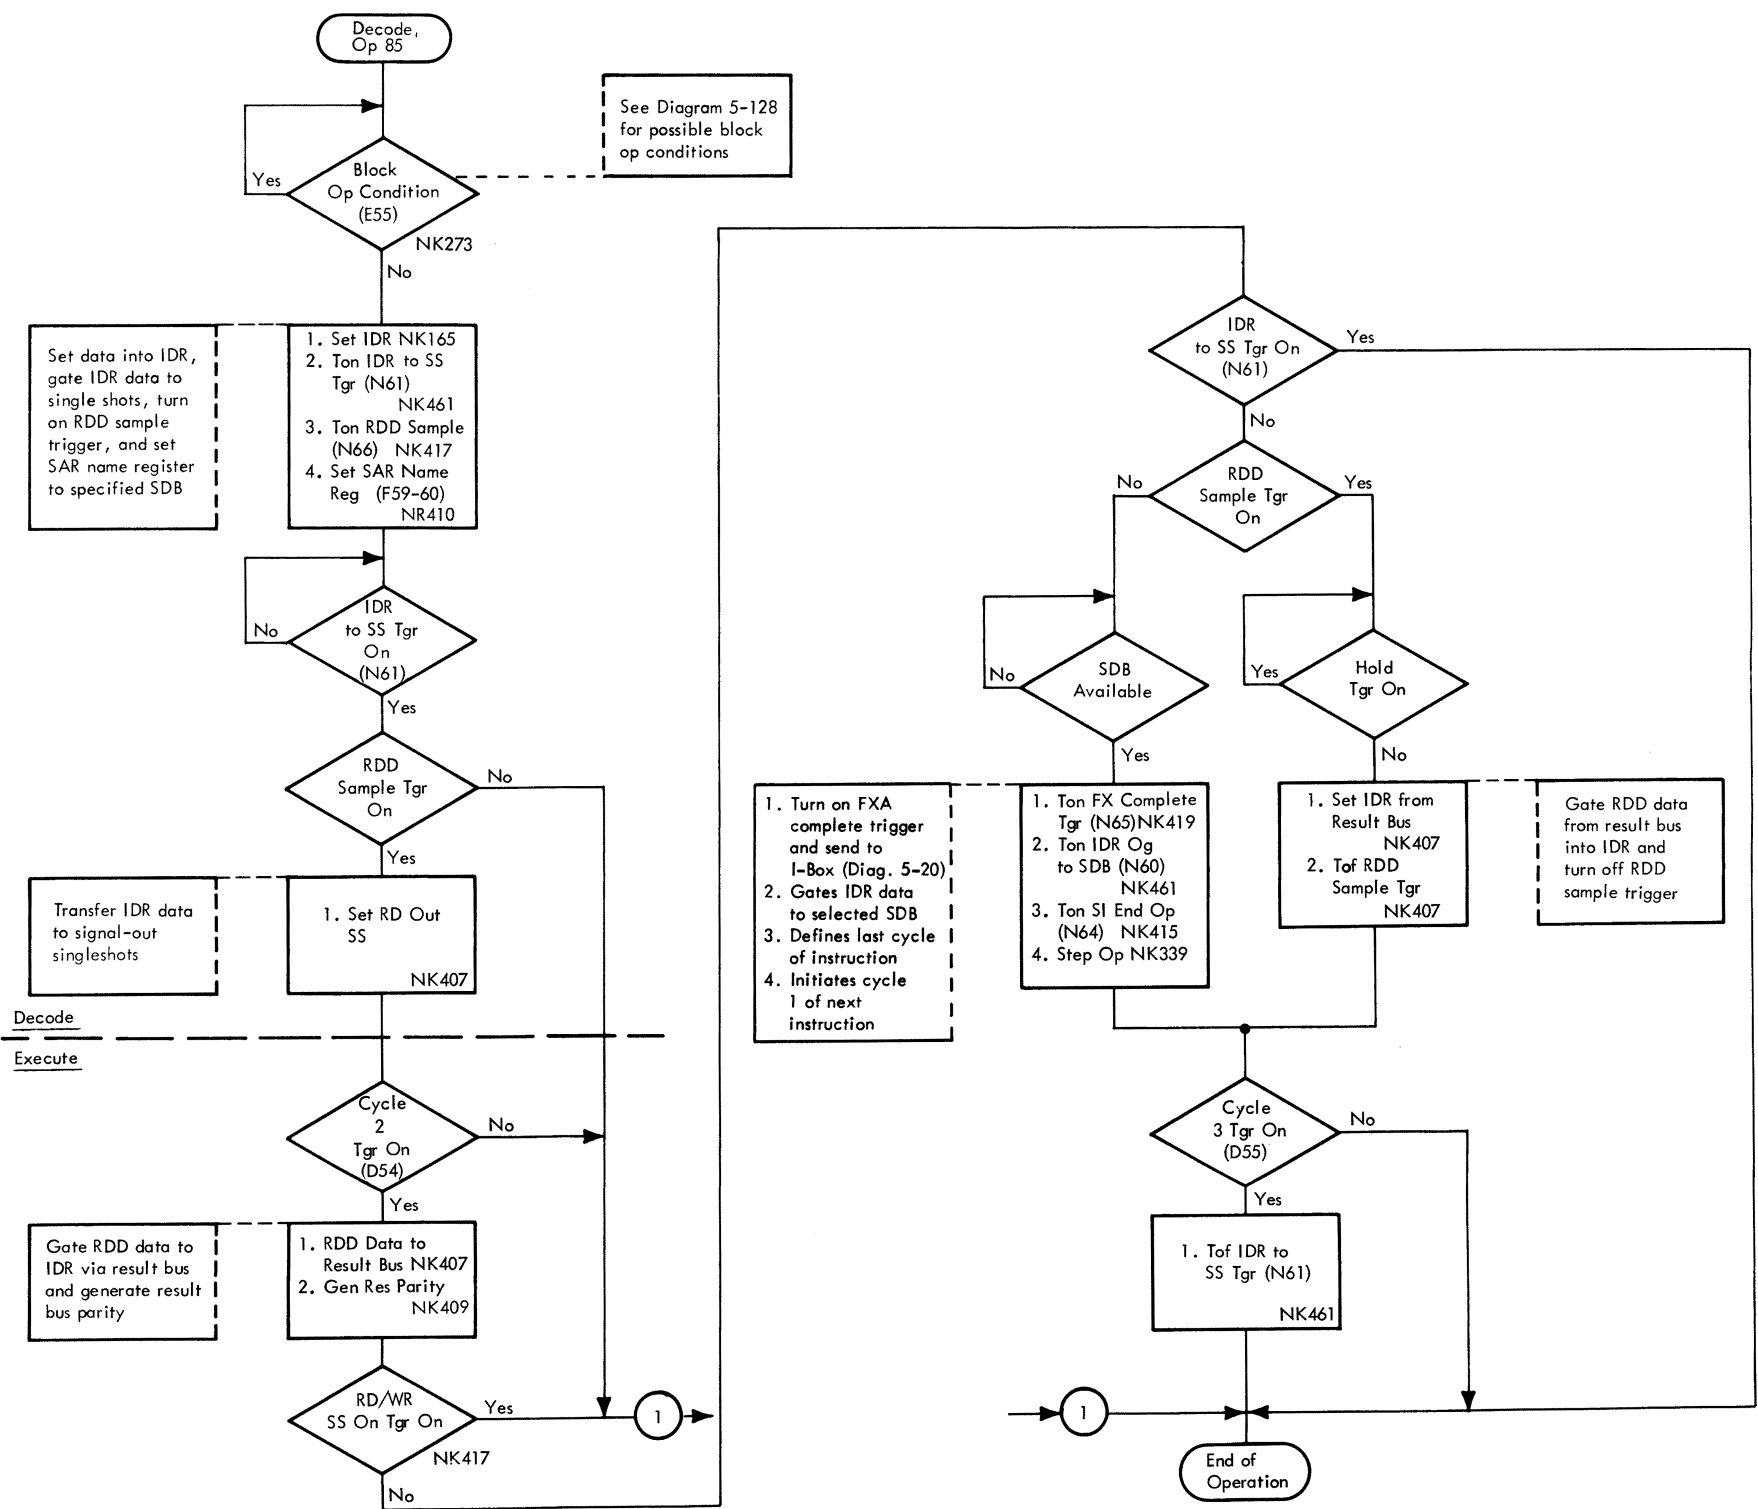 Decode,
Op 85
See Diagram 5-128
for possible block
op conditions
Block
Op Condition
(E55)
Yes
NK273
No
Set data into IDR,
gate IDR data to
single shots, turn
on RDD sample
trigger, and set
SAR name register
to specified SDB
1. Set IDR NK165
2. Ton IDR to SS
Tgr (N61)
NK461
3. Ton RDD Sample
(N66) NK417
4. Set SAR Name
Reg (F59-60)
NR410
IDR
to SS Tgr
On
(N61)
No
Yes
RDD
Sample Tgr
On
No
Yes
Transfer IDR data
to signal-out
singleshots
1. Set RD Out
SS
NK407
Decode
Execute
Cycle
2
Tgr On
(D54)
No
Yes
Gate RDD data to
IDR via result bus
and generate result
bus parity
1. RDD Data to
Result Bus NK407
2. Gen Res Parity
NK409
RD/WR
SS On Tgr On
Yes
NK417
No
1
IDR
to SS Tgr On
(N61)
Yes
No
RDD
Sample Tgr
On
No
Yes
SDB
Available
No
Yes
Hold
Tgr On
Yes
No
1. Turn on FXA
complete trigger
and send to
I-Box (Diag. 5-20)
2. Gates IDR data
to selected SDB
3. Defines last cycle
of instruction
4. Initiates cycle
1 of next
instruction
1. Ton FX Complete
Tgr (N65)NK419
2. Ton IDR Og
to SDB (N60)
NK461
3. Ton SI End Op
(N64) NK415
4. Step Op NK339
1. Set IDR from
Result Bus
NK407
2. Tof RDD
Sample Tgr
NK407
Gate RDD data
from result bus
into IDR and
turn off RDD
sample trigger
Cycle
3 Tgr On
(D55)
No
Yes
1. Tof IDR to
SS Tgr (N61)
NK461
1
End of
Operation